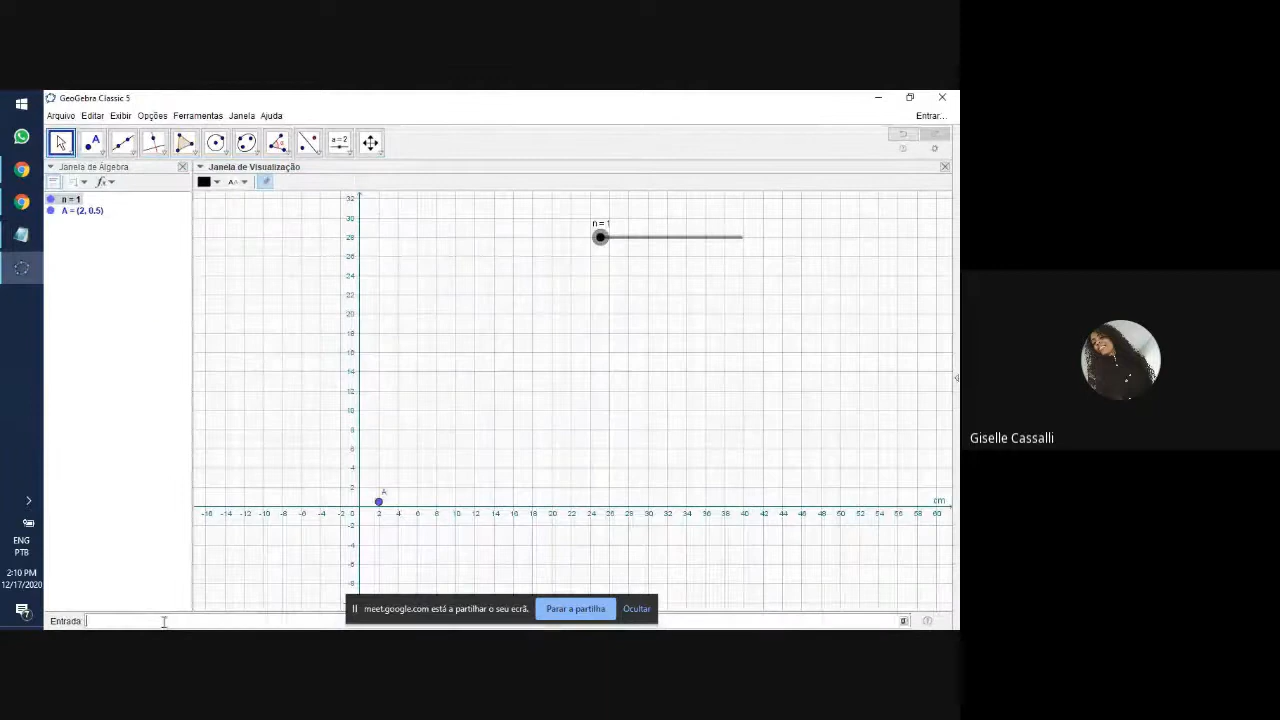 GeoGebra Classic 5
Arquivo Editar Exibir Opções Ferramentas Janela Ajuda
Entrar...
A
a = 2
Janela de Álgebra
Janela de Visualização
n = 1
A = (2, 0.5)
n = 1
A
cm
32
30
28
26
24
22
20
18
16
14
12
10
8
6
4
2
-16 -14 -12 -10 -8 -6 -4 -2 0 2 4 6 8 10 12 14 16 18 20 22 24 26 28 30 32 34 36 38 40 42 44 46 48 50 52 54 56 58 60
-2
-4
-6
-8
ENG
PTB
2:10 PM
12/17/2020
meet.google.com está a partilhar o seu ecrã. Parar a partilha Ocultar
Entrada:
Giselle Cassalli